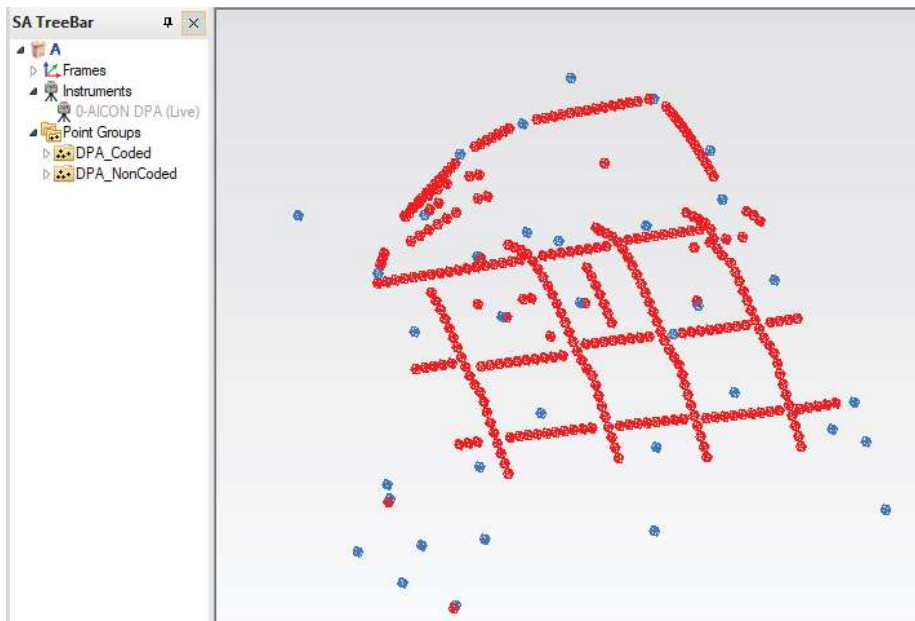 SA TreeBar
A
Frames
Instruments
0-AICON DPA (Live)
Point Groups
DPA_Coded
DPA_NonCoded